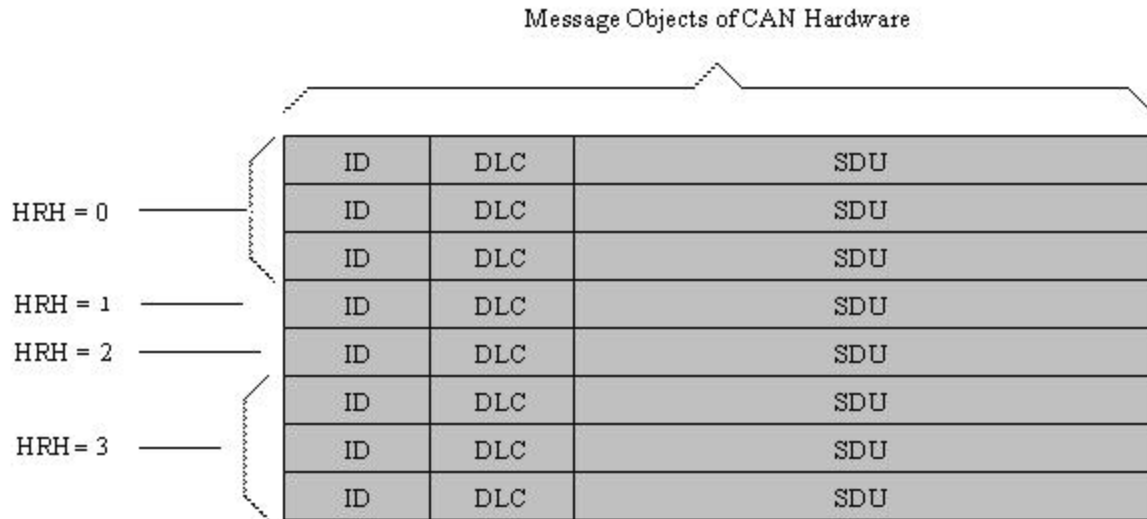 Message Objects of CAN Hardware
ID DLC SDU
HRH = 0 ID DLC SDU
ID DLC SDU
HRH = 1 ID DLC SDU
HRH = 2 ID DLC SDU
ID DLC SDU
HRH = 3 ID DLC SDU
ID DLC SDU